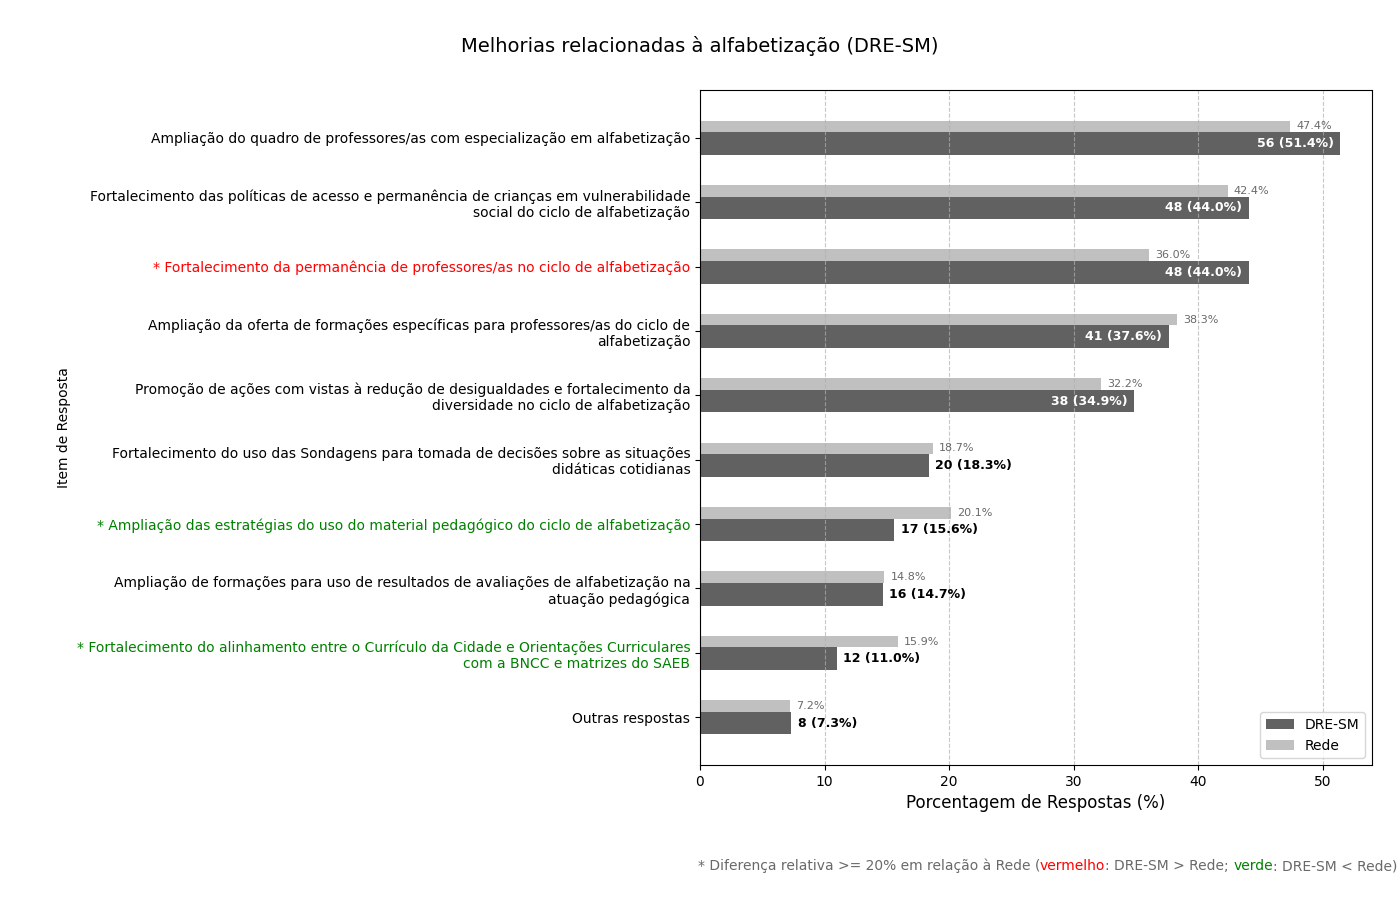 Melhorias relacionadas à alfabetização (DRE-SM)
Item de Resposta
Ampliação do quadro de professores/as com especialização em alfabetização
47.4%
56 (51.4%)
Fortalecimento das políticas de acesso e permanência de crianças em vulnerabilidade
social do ciclo de alfabetização
42.4%
48 (44.0%)
* Fortalecimento da permanência de professores/as no ciclo de alfabetização
36.0%
48 (44.0%)
Ampliação da oferta de formações específicas para professores/as do ciclo de
alfabetização
38.3%
41 (37.6%)
Promoção de ações com vistas à redução de desigualdades e fortalecimento da
diversidade no ciclo de alfabetização
32.2%
38 (34.9%)
Fortalecimento do uso das Sondagens para tomada de decisões sobre as situações
didáticas cotidianas
18.7%
20 (18.3%)
* Ampliação das estratégias do uso do material pedagógico do ciclo de alfabetização
20.1%
17 (15.6%)
Ampliação de formações para uso de resultados de avaliações de alfabetização na
atuação pedagógica
14.8%
16 (14.7%)
* Fortalecimento do alinhamento entre o Currículo da Cidade e Orientações Curriculares
com a BNCC e matrizes do SAEB
15.9%
12 (11.0%)
Outras respostas
7.2%
8 (7.3%)
DRE-SM
Rede
0 10 20 30 40 50
Porcentagem de Respostas (%)
* Diferença relativa >= 20% em relação à Rede (vermelho: DRE-SM > Rede; verde: DRE-SM < Rede)